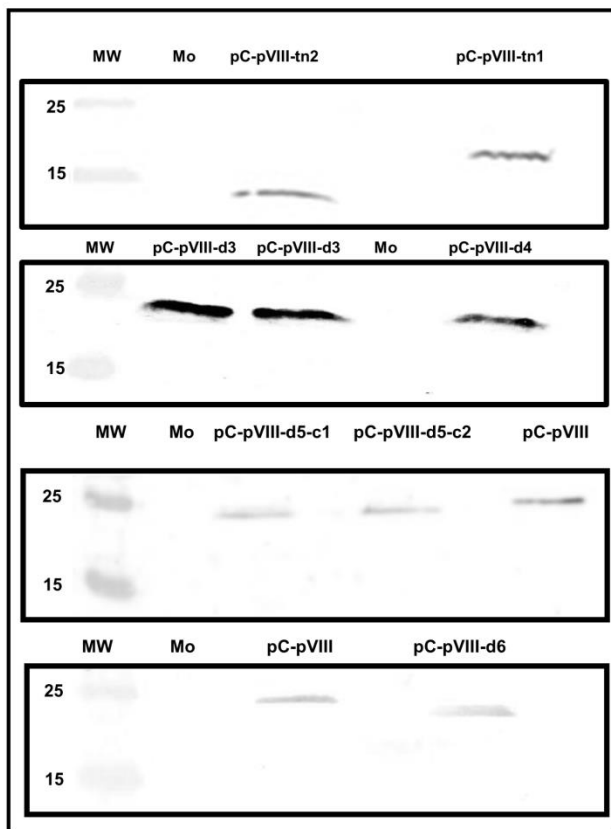 MW Mo pC-pVIII-tn2 pC-pVIII-tn1
25
15
MW pC-pVIII-d3 pC-pVIII-d3 Mo pC-pVIII-d4
25
15
MW Mo pC-pVIII-d5-c1 pC-pVIII-d5-c2 pC-pVIII
25
15
MW Mo pC-pVIII pC-pVIII-d6
25
15